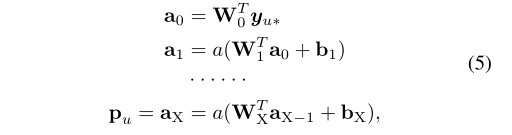 a₀ = W₀ᵀ y_{u*}
a₁ = a(W₁ᵀ a₀ + b₁)
······
(5)
p_u = a_X = a(W_Xᵀ a_{X−1} + b_X),